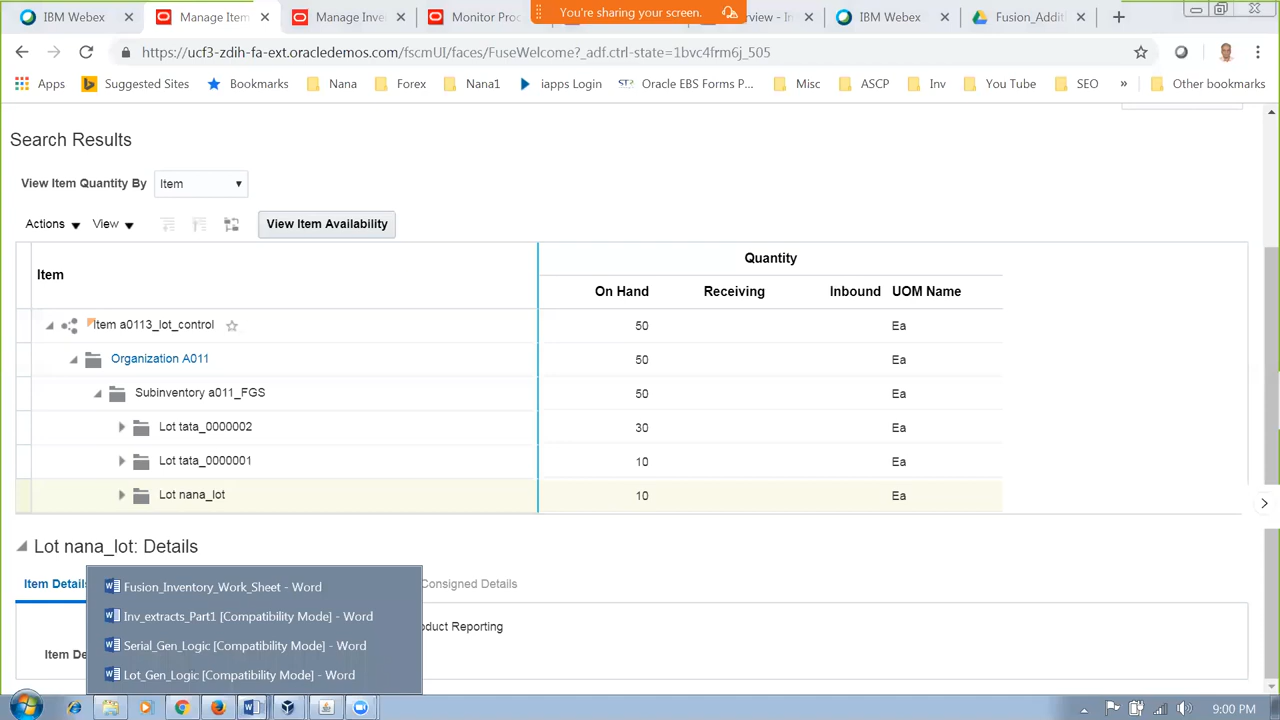 IBM Webex
Manage Item
Manage Inve
Monitor Proc
You're sharing your screen.
rview - In
IBM Webex
Fusion_Additi
https://ucf3-zdih-fa-ext.oracledemos.com/fscmUI/faces/FuseWelcome?_adf.ctrl-state=1bvc4frm6j_505
Apps
Suggested Sites
Bookmarks
Nana
Forex
Nana1
iapps Login
Oracle EBS Forms P...
Misc
ASCP
Inv
You Tube
SEO
»
Other bookmarks
Search Results
View Item Quantity By
Item
Actions
View
View Item Availability
Item
Quantity
On Hand
Receiving
Inbound
UOM Name
Item a0113_lot_control
50
Ea
Organization A011
50
Ea
Subinventory a011_FGS
50
Ea
Lot tata_0000002
30
Ea
Lot tata_0000001
10
Ea
Lot nana_lot
10
Ea
Lot nana_lot: Details
Item Details
Consigned Details
Fusion_Inventory_Work_Sheet - Word
Inv_extracts_Part1 [Compatibility Mode] - Word
Serial_Gen_Logic [Compatibility Mode] - Word
Lot_Gen_Logic [Compatibility Mode] - Word
oduct Reporting
Item De
9:00 PM